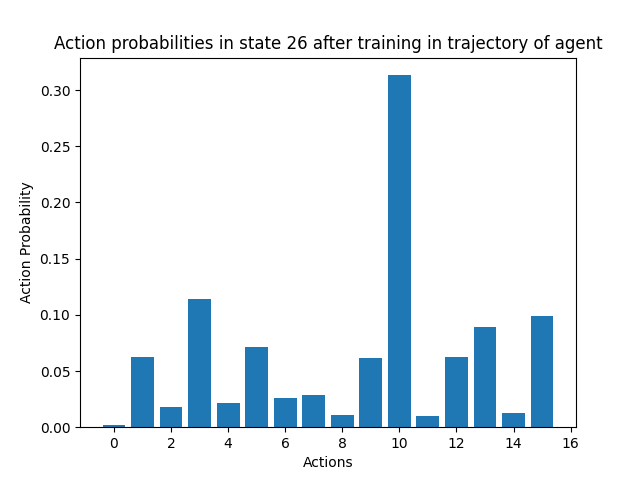 Action probabilities in state 26 after training in trajectory of agent
0.30
0.25
0.20
0.15
0.10
0.05
0.00
Action Probability
0 2 4 6 8 10 12 14 16
Actions